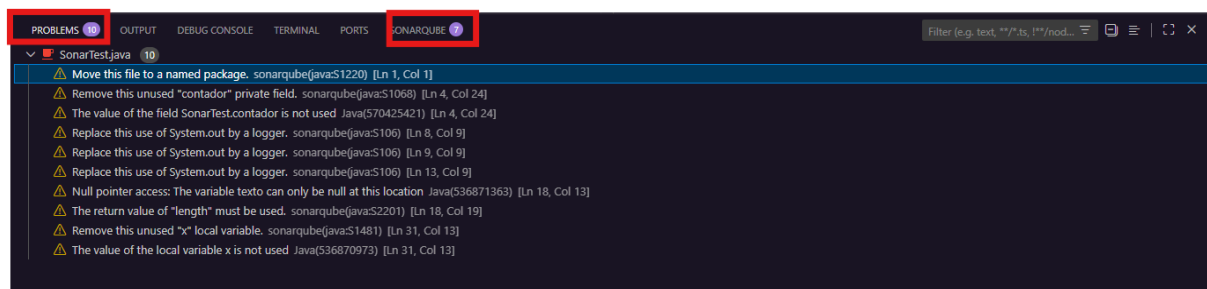 PROBLEMS 10 OUTPUT DEBUG CONSOLE TERMINAL PORTS SONARQUBE 7 Filter (e.g. text, **/*.ts, !**/nod...
SonarTest.java 10
Move this file to a named package. sonarqube(java:S1220) [Ln 1, Col 1]
Remove this unused "contador" private field. sonarqube(java:S1068) [Ln 4, Col 24]
The value of the field SonarTest.contador is not used Java(570425421) [Ln 4, Col 24]
Replace this use of System.out by a logger. sonarqube(java:S106) [Ln 8, Col 9]
Replace this use of System.out by a logger. sonarqube(java:S106) [Ln 9, Col 9]
Replace this use of System.out by a logger. sonarqube(java:S106) [Ln 13, Col 9]
Null pointer access: The variable texto can only be null at this location Java(536871363) [Ln 18, Col 13]
The return value of "length" must be used. sonarqube(java:S2201) [Ln 18, Col 19]
Remove this unused "x" local variable. sonarqube(java:S1481) [Ln 31, Col 13]
The value of the local variable x is not used Java(536870973) [Ln 31, Col 13]